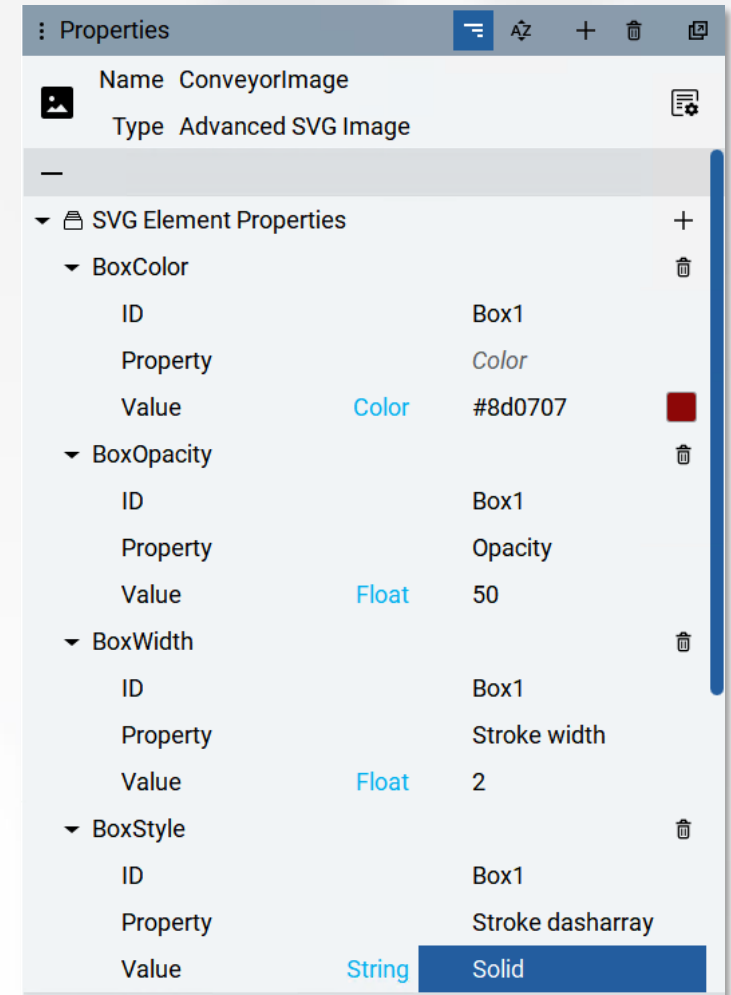 Properties AZ
Name ConveyorImage
Type Advanced SVG Image
SVG Element Properties
BoxColor
ID Box1
Property Color
Value Color #8d0707
BoxOpacity
ID Box1
Property Opacity
Value Float 50
BoxWidth
ID Box1
Property Stroke width
Value Float 2
BoxStyle
ID Box1
Property Stroke dasharray
Value String Solid